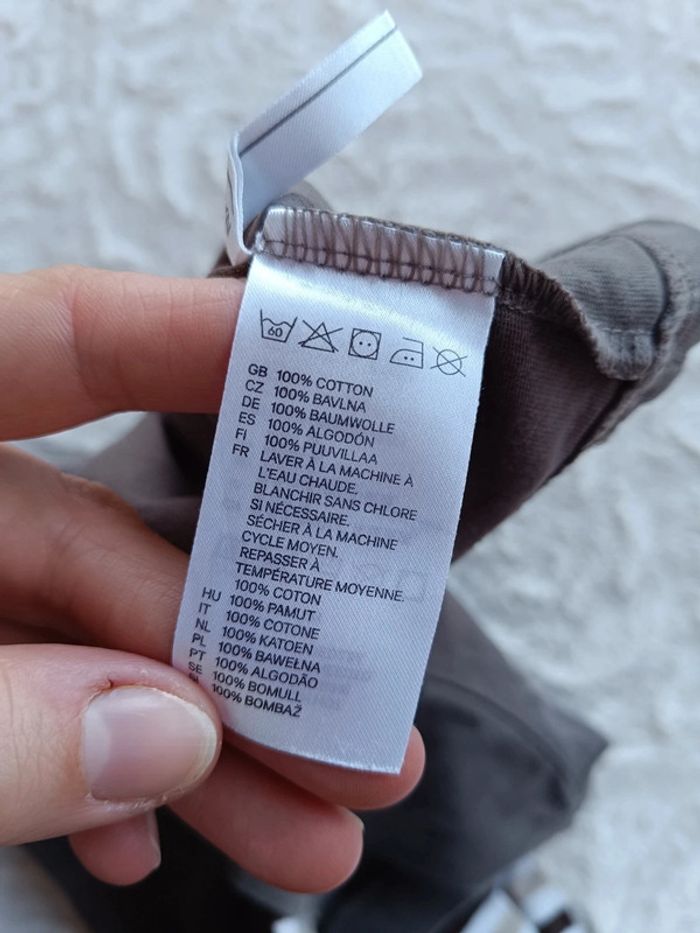 60
GB 100% COTTON
CZ 100% BAVLNA
DE 100% BAUMWOLLE
ES 100% ALGODÓN
FI 100% PUUVILLAA
FR LAVER À LA MACHINE À
L'EAU CHAUDE.
BLANCHIR SANS CHLORE
SI NÉCESSAIRE.
SÉCHER À LA MACHINE
CYCLE MOYEN.
REPASSER À
TEMPÉRATURE MOYENNE.
100% COTON
HU 100% PAMUT
IT 100% COTONE
NL 100% KATOEN
PL 100% BAWEŁNA
PT 100% ALGODÃO
SE 100% BOMULL
100% BOMBAŽ